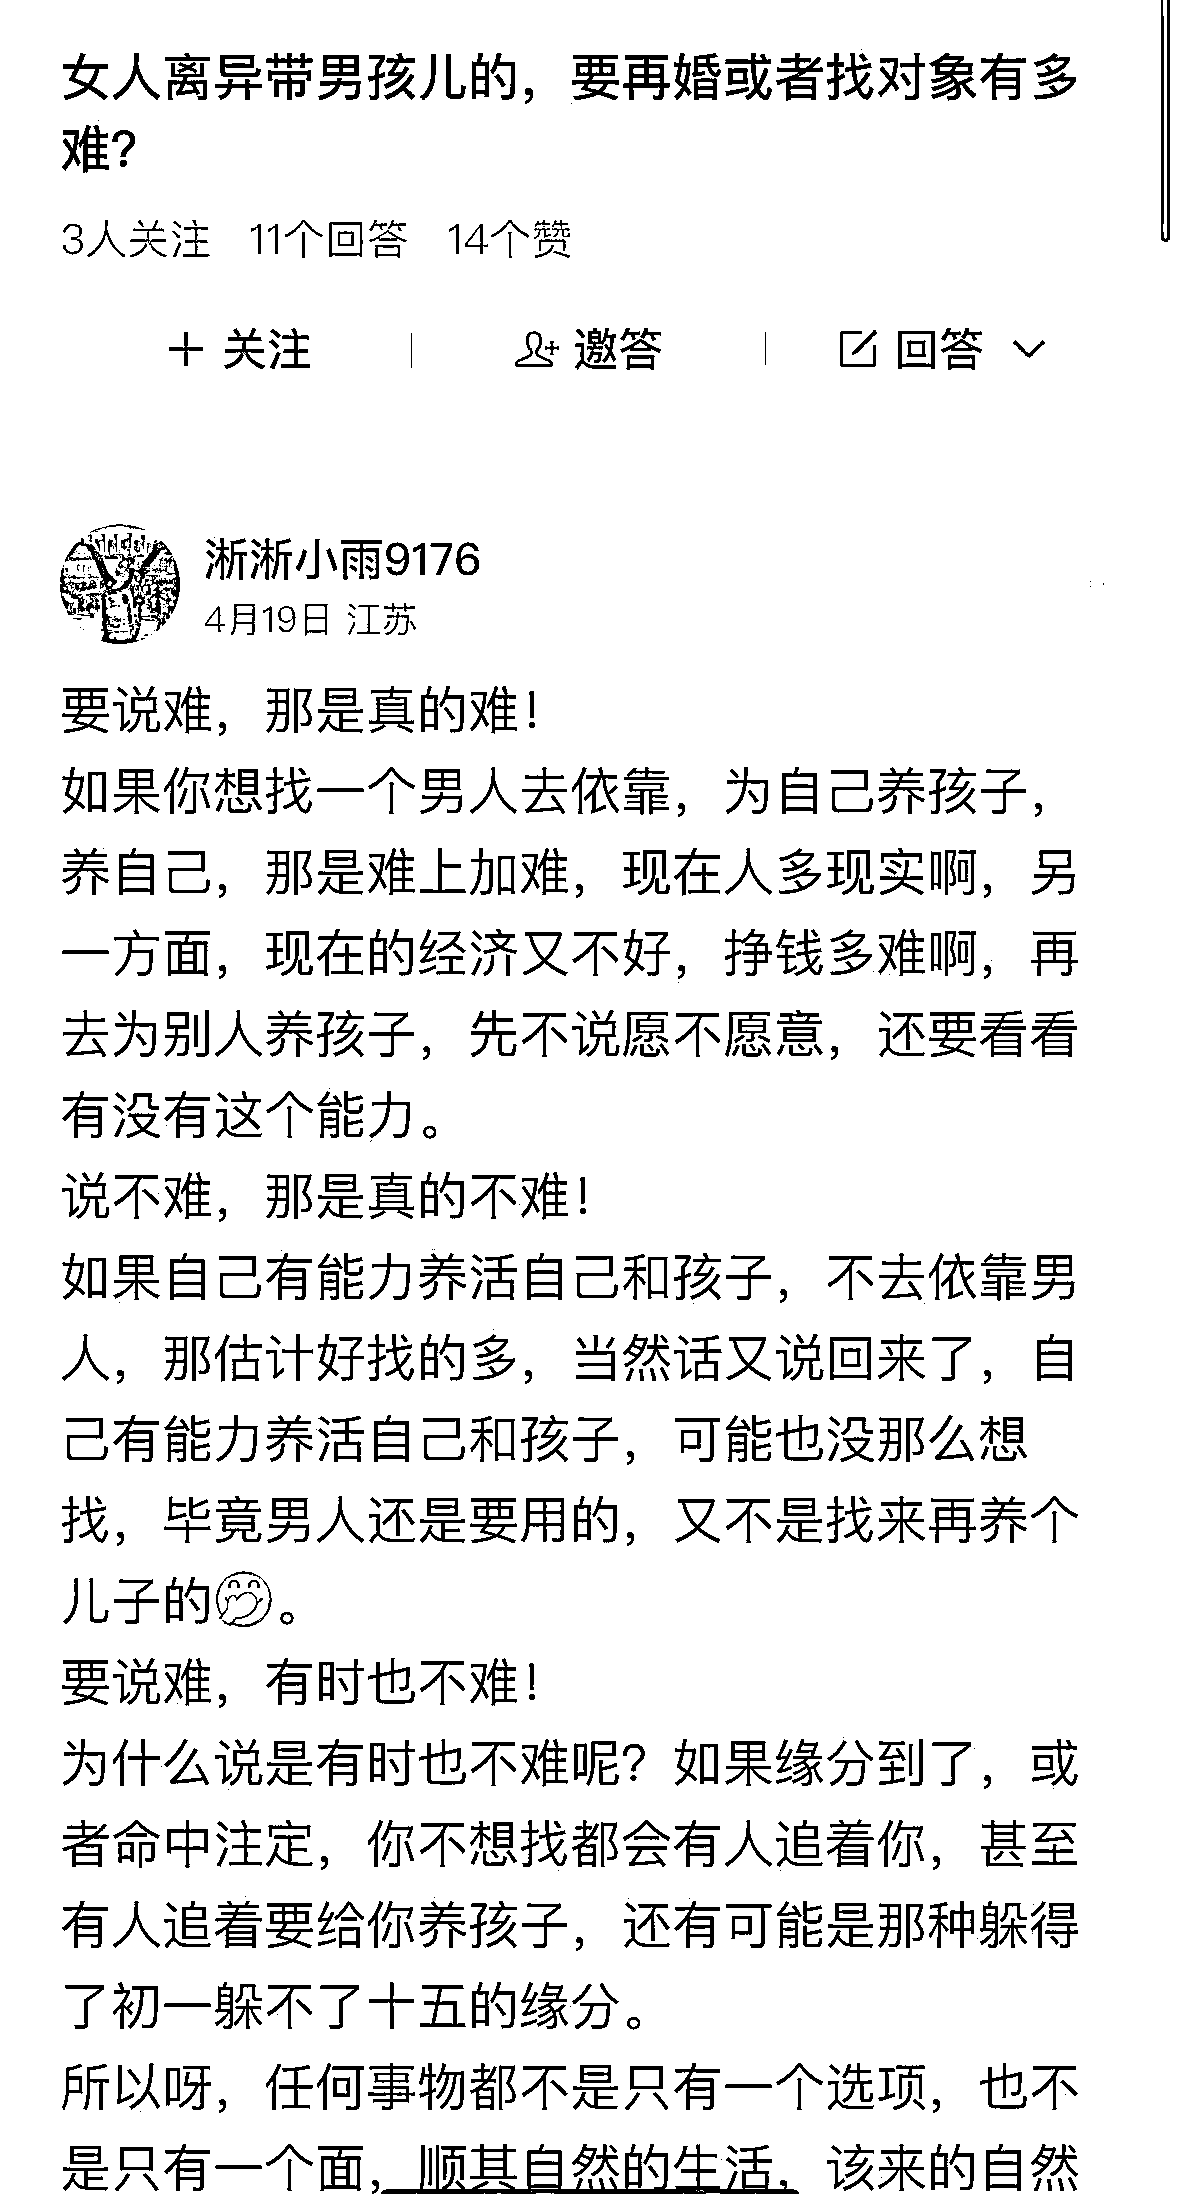 女人离异带男孩儿的，要再婚或者找对象有多
难？
3人关注 11个回答 14个赞
关注 邀答 回答
淅淅小雨9176
4月19日 江苏
要说难，那是真的难！
如果你想找一个男人去依靠，为自己养孩子，
养自己，那是难上加难，现在人多现实啊，另
一方面，现在的经济又不好，挣钱多难啊，再
去为别人养孩子，先不说愿不愿意，还要看看
有没有这个能力。
说不难，那是真的不难！
如果自己有能力养活自己和孩子，不去依靠男
人，那估计好找的多，当然话又说回来了，自
己有能力养活自己和孩子，可能也没那么想
找，毕竟男人还是要用的，又不是找来再养个
儿子的🤭。
要说难，有时也不难！
为什么说是有时也不难呢？如果缘分到了，或
者命中注定，你不想找都会有人追着你，甚至
有人追着要给你养孩子，还有可能是那种躲得
了初一躲不了十五的缘分。
所以呀，任何事物都不是只有一个选项，也不
是只有一个面，顺其自然的生活，该来的自然